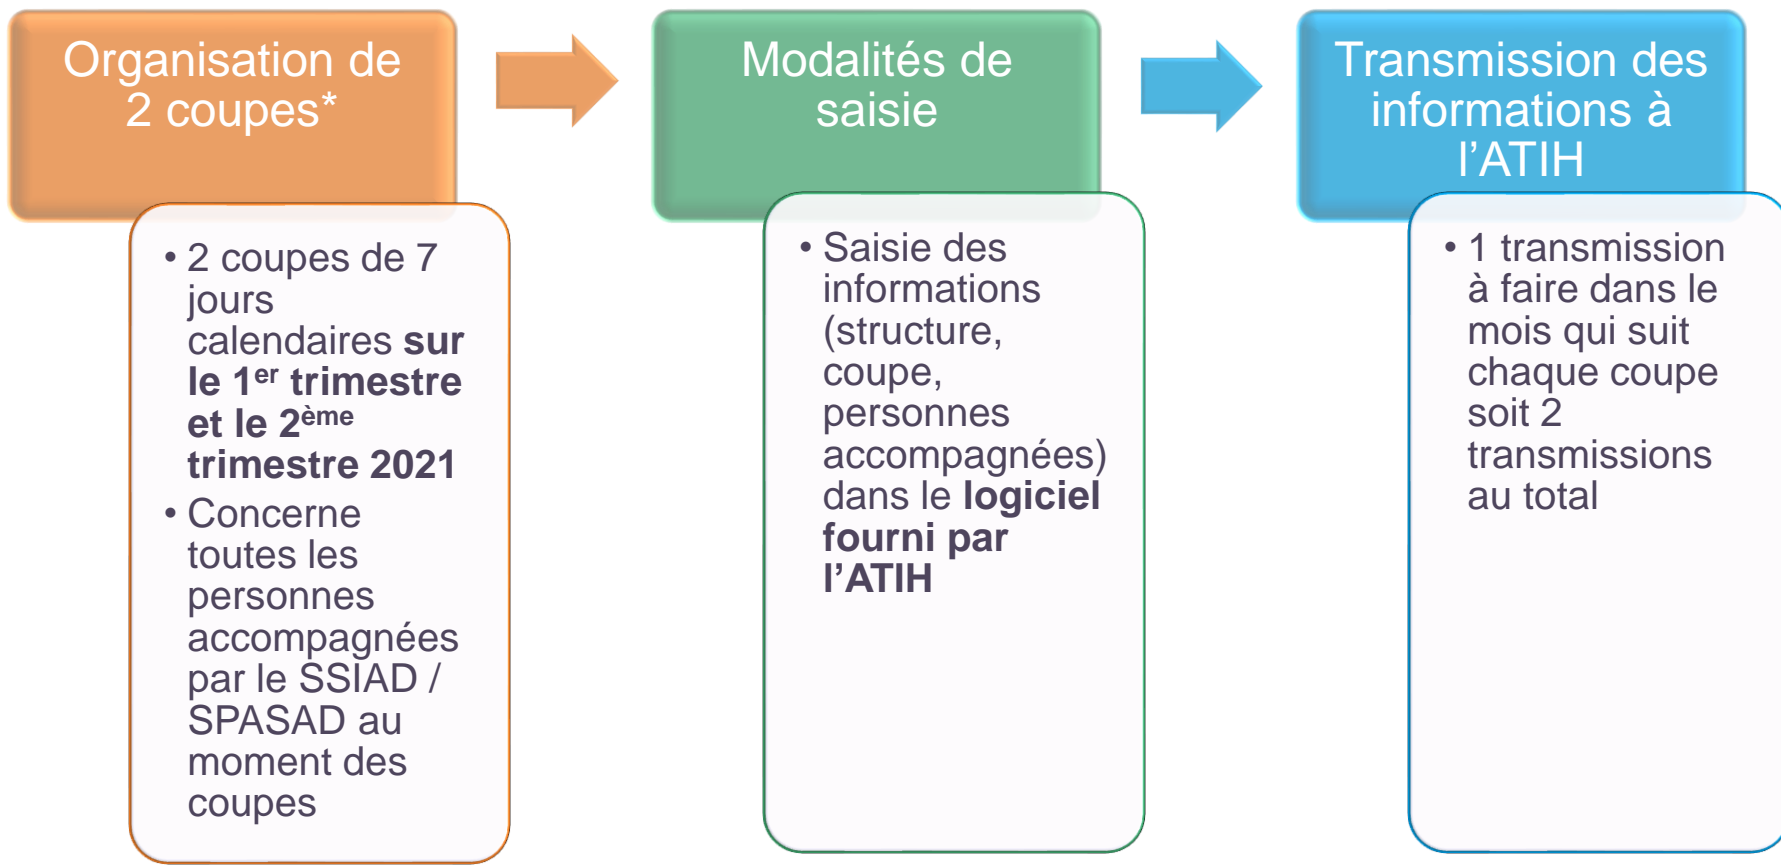 Organisation de
2 coupes*
• 2 coupes de 7
jours
calendaires sur
le 1er trimestre
et le 2ème
trimestre 2021
• Concerne
toutes les
personnes
accompagnées
par le SSIAD /
SPASAD au
moment des
coupes
Modalités de
saisie
• Saisie des
informations
(structure,
coupe,
personnes
accompagnées)
dans le logiciel
fourni par
l’ATIH
Transmission des
informations à
l’ATIH
• 1 transmission
à faire dans le
mois qui suit
chaque coupe
soit 2
transmissions
au total